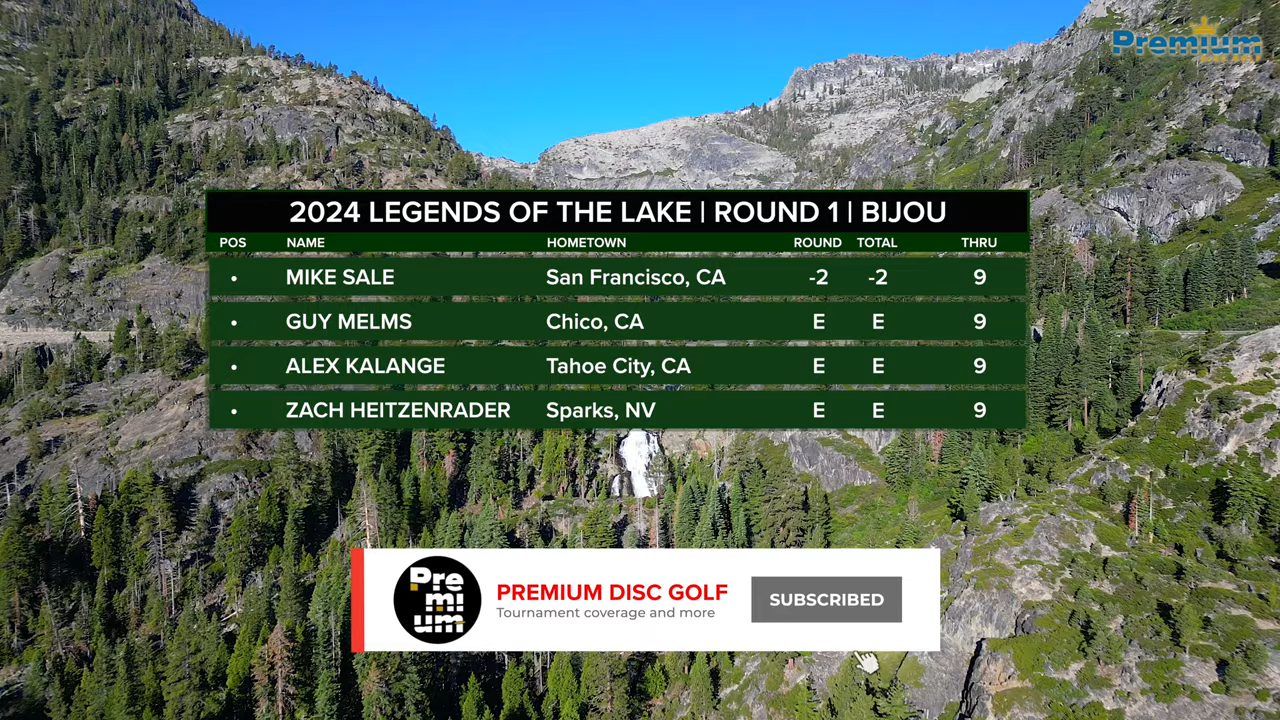 Premium
DISC GOLF
2024 LEGENDS OF THE LAKE | ROUND 1 | BIJOU
POS NAME HOMETOWN ROUND TOTAL THRU
• MIKE SALE San Francisco, CA -2 -2 9
• GUY MELMS Chico, CA E E 9
• ALEX KALANGE Tahoe City, CA E E 9
• ZACH HEITZENRADER Sparks, NV E E 9
Pre
mi
um
PREMIUM DISC GOLF
Tournament coverage and more
SUBSCRIBED